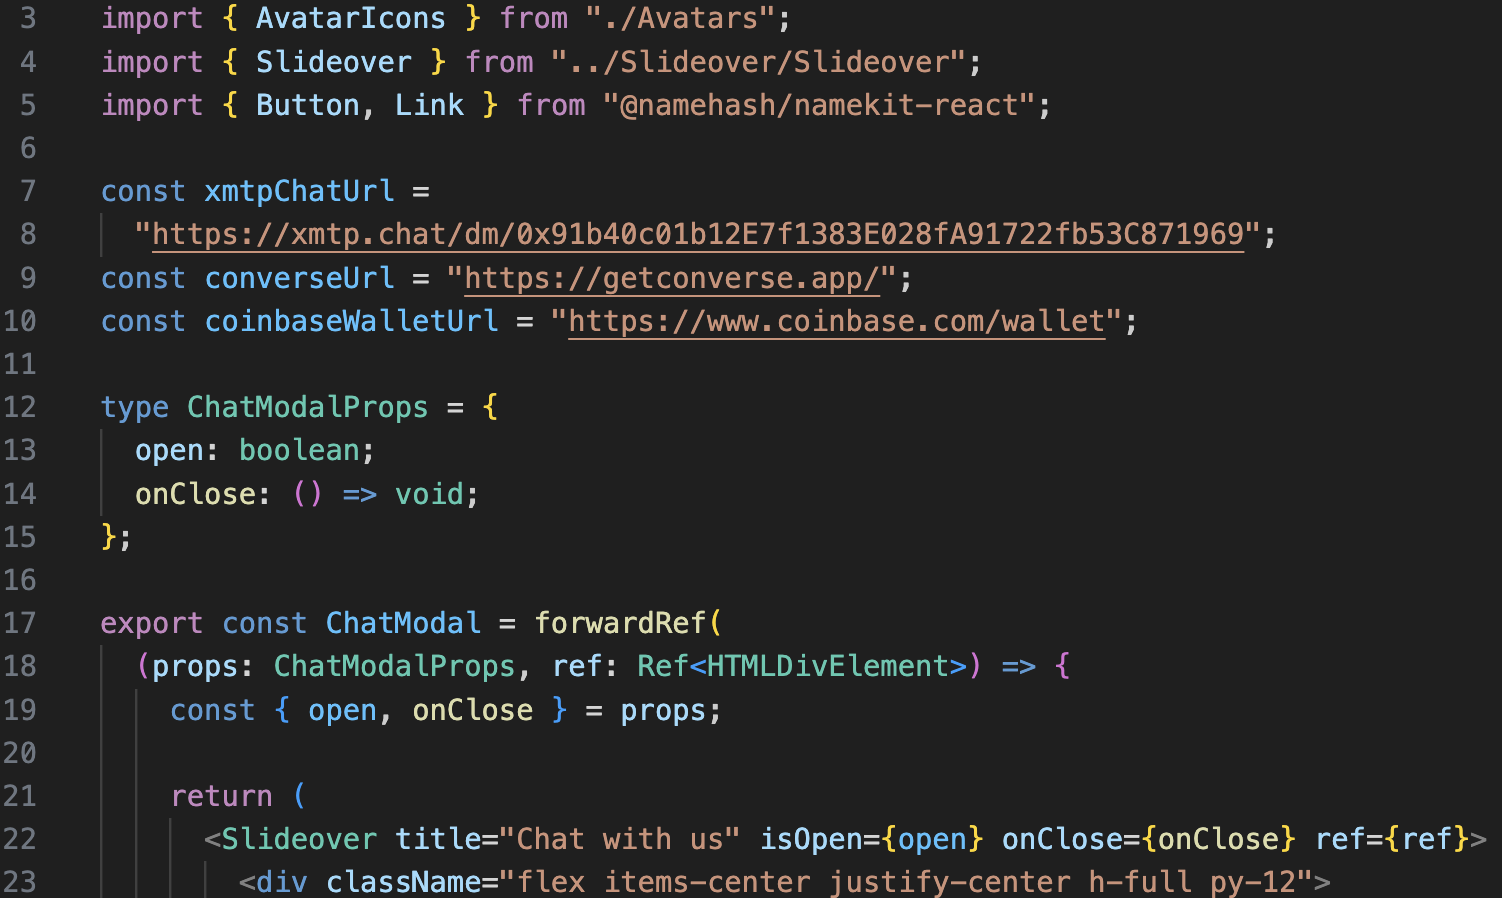 3 import { AvatarIcons } from "./Avatars";
4 import { Slideover } from "../Slideover/Slideover";
5 import { Button, Link } from "@namehash/namekit-react";
6
7 const xmtpChatUrl =
8 "https://xmtp.chat/dm/0x91b40c01b12E7f1383E028fA91722fb53C871969";
9 const converseUrl = "https://getconverse.app/";
10 const coinbaseWalletUrl = "https://www.coinbase.com/wallet";
11
12 type ChatModalProps = {
13 open: boolean;
14 onClose: () => void;
15 };
16
17 export const ChatModal = forwardRef(
18 (props: ChatModalProps, ref: Ref<HTMLDivElement>) => {
19 const { open, onClose } = props;
20
21 return (
22 <Slideover title="Chat with us" isOpen={open} onClose={onClose} ref={ref}>
23 <div className="flex items-center justify-center h-full py-12">